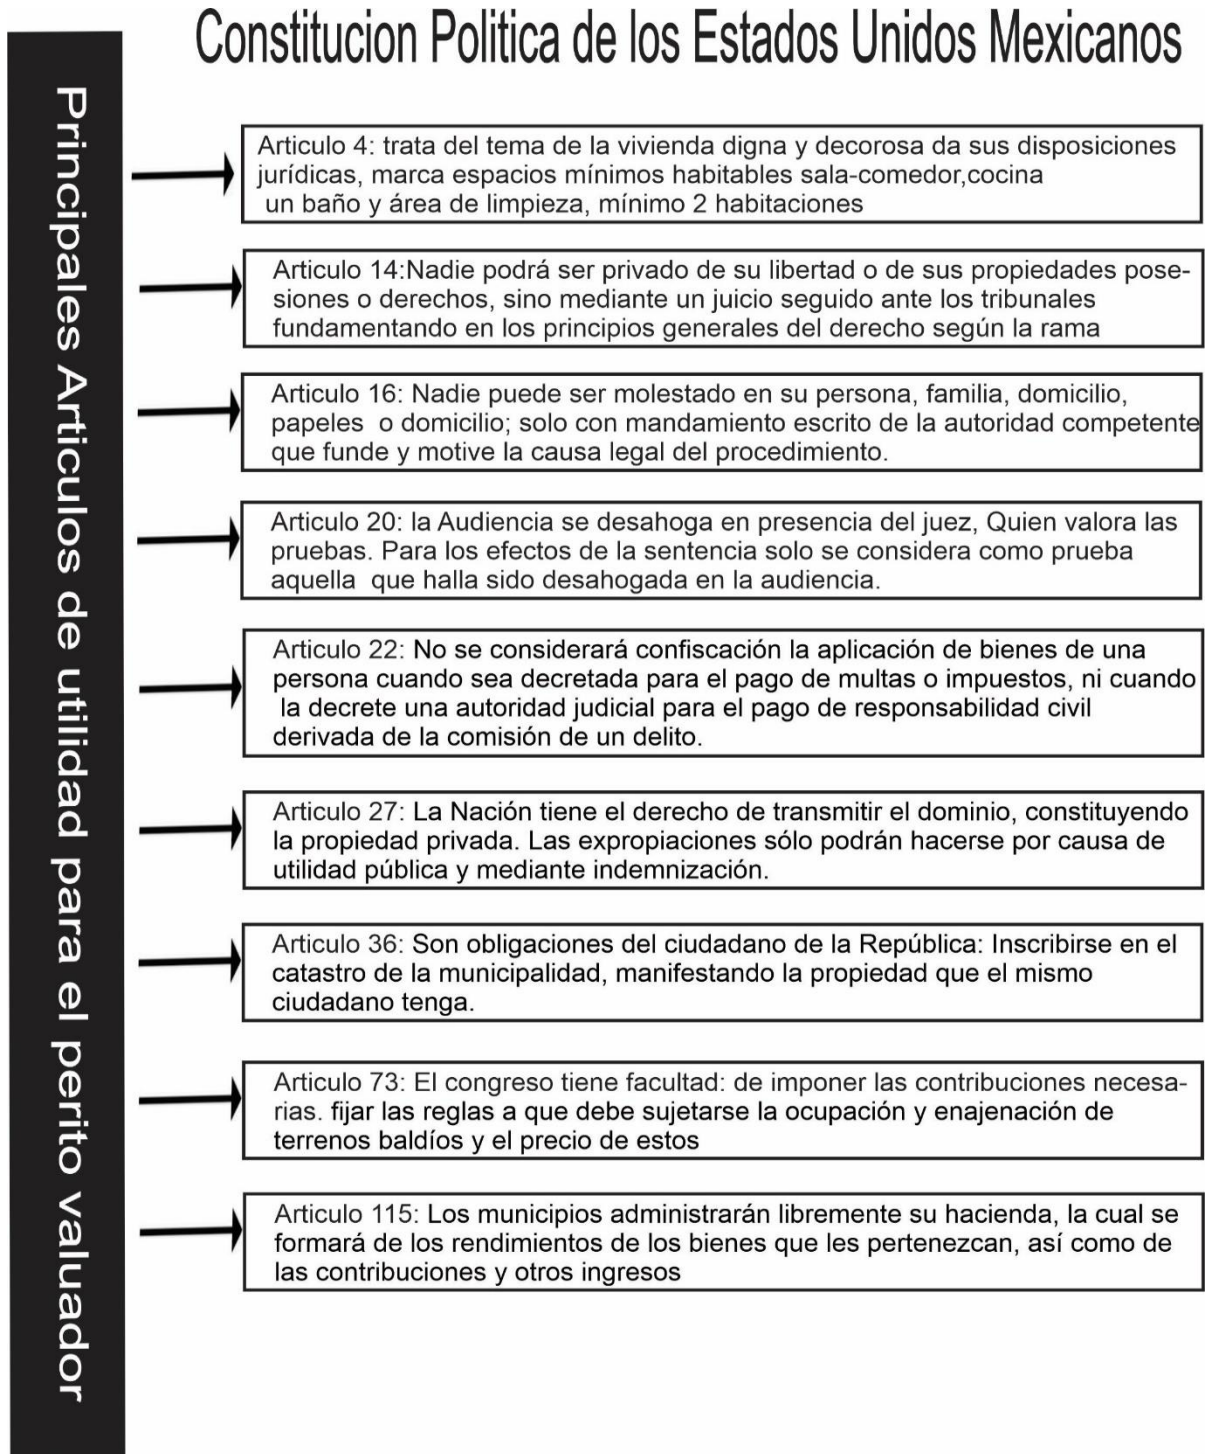 Constitucion Politica de los Estados Unidos Mexicanos
Principales Articulos de utilidad para el perito valuador
Articulo 4: trata del tema de la vivienda digna y decorosa da sus disposiciones
jurídicas, marca espacios mínimos habitables sala-comedor,cocina
un baño y área de limpieza, mínimo 2 habitaciones
Articulo 14:Nadie podrá ser privado de su libertad o de sus propiedades pose-
siones o derechos, sino mediante un juicio seguido ante los tribunales
fundamentando en los principios generales del derecho según la rama
Articulo 16: Nadie puede ser molestado en su persona, familia, domicilio,
papeles o domicilio; solo con mandamiento escrito de la autoridad competente
que funde y motive la causa legal del procedimiento.
Articulo 20: la Audiencia se desahoga en presencia del juez, Quien valora las
pruebas. Para los efectos de la sentencia solo se considera como prueba
aquella que halla sido desahogada en la audiencia.
Articulo 22: No se considerará confiscación la aplicación de bienes de una
persona cuando sea decretada para el pago de multas o impuestos, ni cuando
la decrete una autoridad judicial para el pago de responsabilidad civil
derivada de la comisión de un delito.
Articulo 27: La Nación tiene el derecho de transmitir el dominio, constituyendo
la propiedad privada. Las expropiaciones sólo podrán hacerse por causa de
utilidad pública y mediante indemnización.
Articulo 36: Son obligaciones del ciudadano de la República: Inscribirse en el
catastro de la municipalidad, manifestando la propiedad que el mismo
ciudadano tenga.
Articulo 73: El congreso tiene facultad: de imponer las contribuciones necesa-
rias. fijar las reglas a que debe sujetarse la ocupación y enajenación de
terrenos baldíos y el precio de estos
Articulo 115: Los municipios administrarán libremente su hacienda, la cual se
formará de los rendimientos de los bienes que les pertenezcan, así como de
las contribuciones y otros ingresos